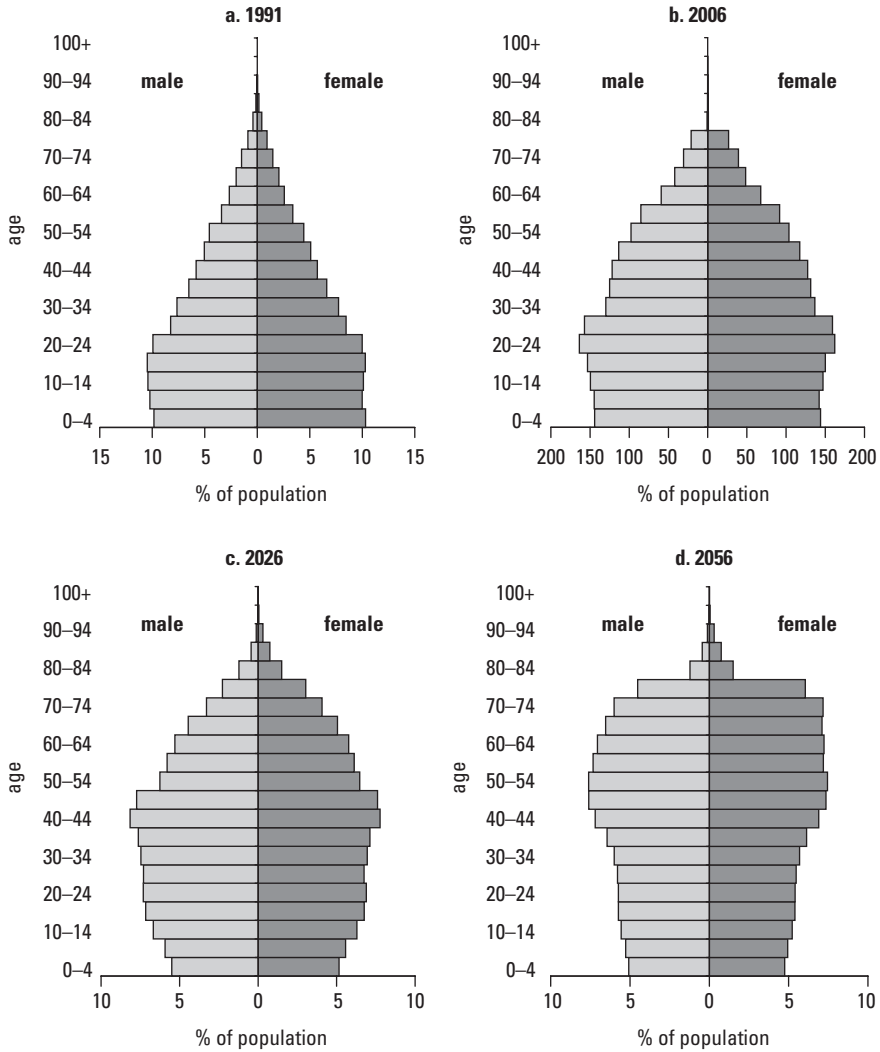 a. 1991
100+
90–94
80–84
70–74
60–64
50–54
40–44
30–34
20–24
10–14
0–4
age
male female
15 10 5 0 5 10 15
% of population
b. 2006
100+
90–94
80–84
70–74
60–64
50–54
40–44
30–34
20–24
10–14
0–4
age
male female
200 150 100 50 0 50 100 150 200
% of population
c. 2026
100+
90–94
80–84
70–74
60–64
50–54
40–44
30–34
20–24
10–14
0–4
age
male female
10 5 0 5 10
% of population
d. 2056
100+
90–94
80–84
70–74
60–64
50–54
40–44
30–34
20–24
10–14
0–4
age
male female
10 5 0 5 10
% of population